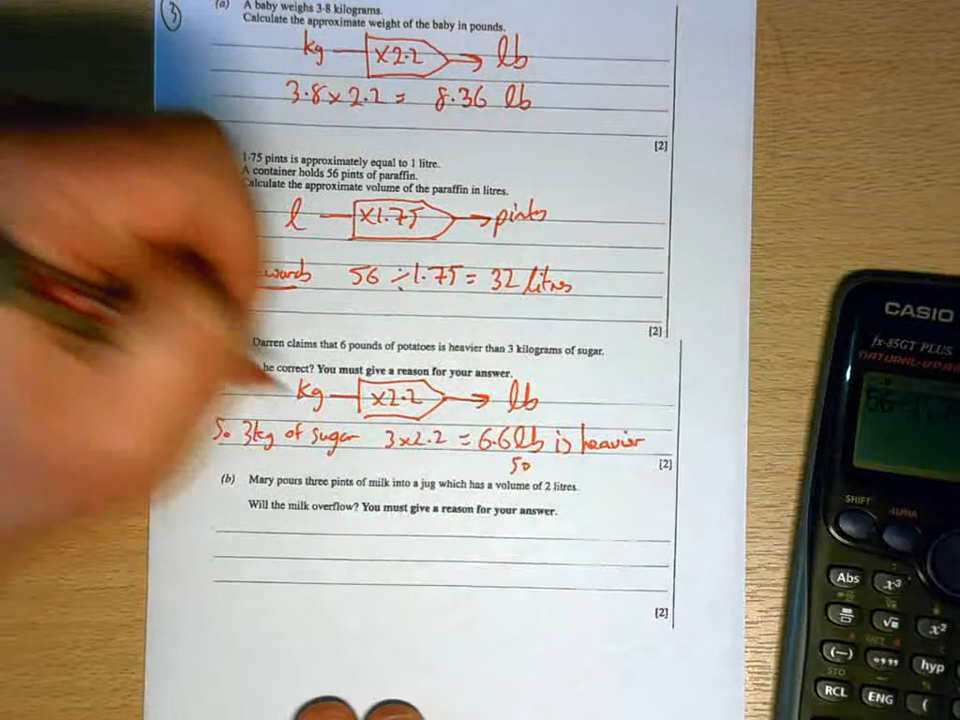 3 (a) A baby weighs 3·8 kilograms.
Calculate the approximate weight of the baby in pounds.
kg ×2.2 lb
3.8 × 2.2 = 8.36 lb
[2]
1·75 pints is approximately equal to 1 litre.
A container holds 56 pints of paraffin.
Calculate the approximate volume of the paraffin in litres.
l ×1.75 pints
wards 56 ÷ 1.75 = 32 litres
[2]
Darren claims that 6 pounds of potatoes is heavier than 3 kilograms of sugar.
he correct? You must give a reason for your answer.
kg ×2.2 lb
So 3kg of sugar 3×2.2 = 6.6lb is heavier
so
[2]
(b) Mary pours three pints of milk into a jug which has a volume of 2 litres.
Will the milk overflow? You must give a reason for your answer.
[2]
CASIO
fx-85GT PLUS
SHIFT
ALPHA
Abs x³
√ x²
(−) hyp
STO
RCL ENG (